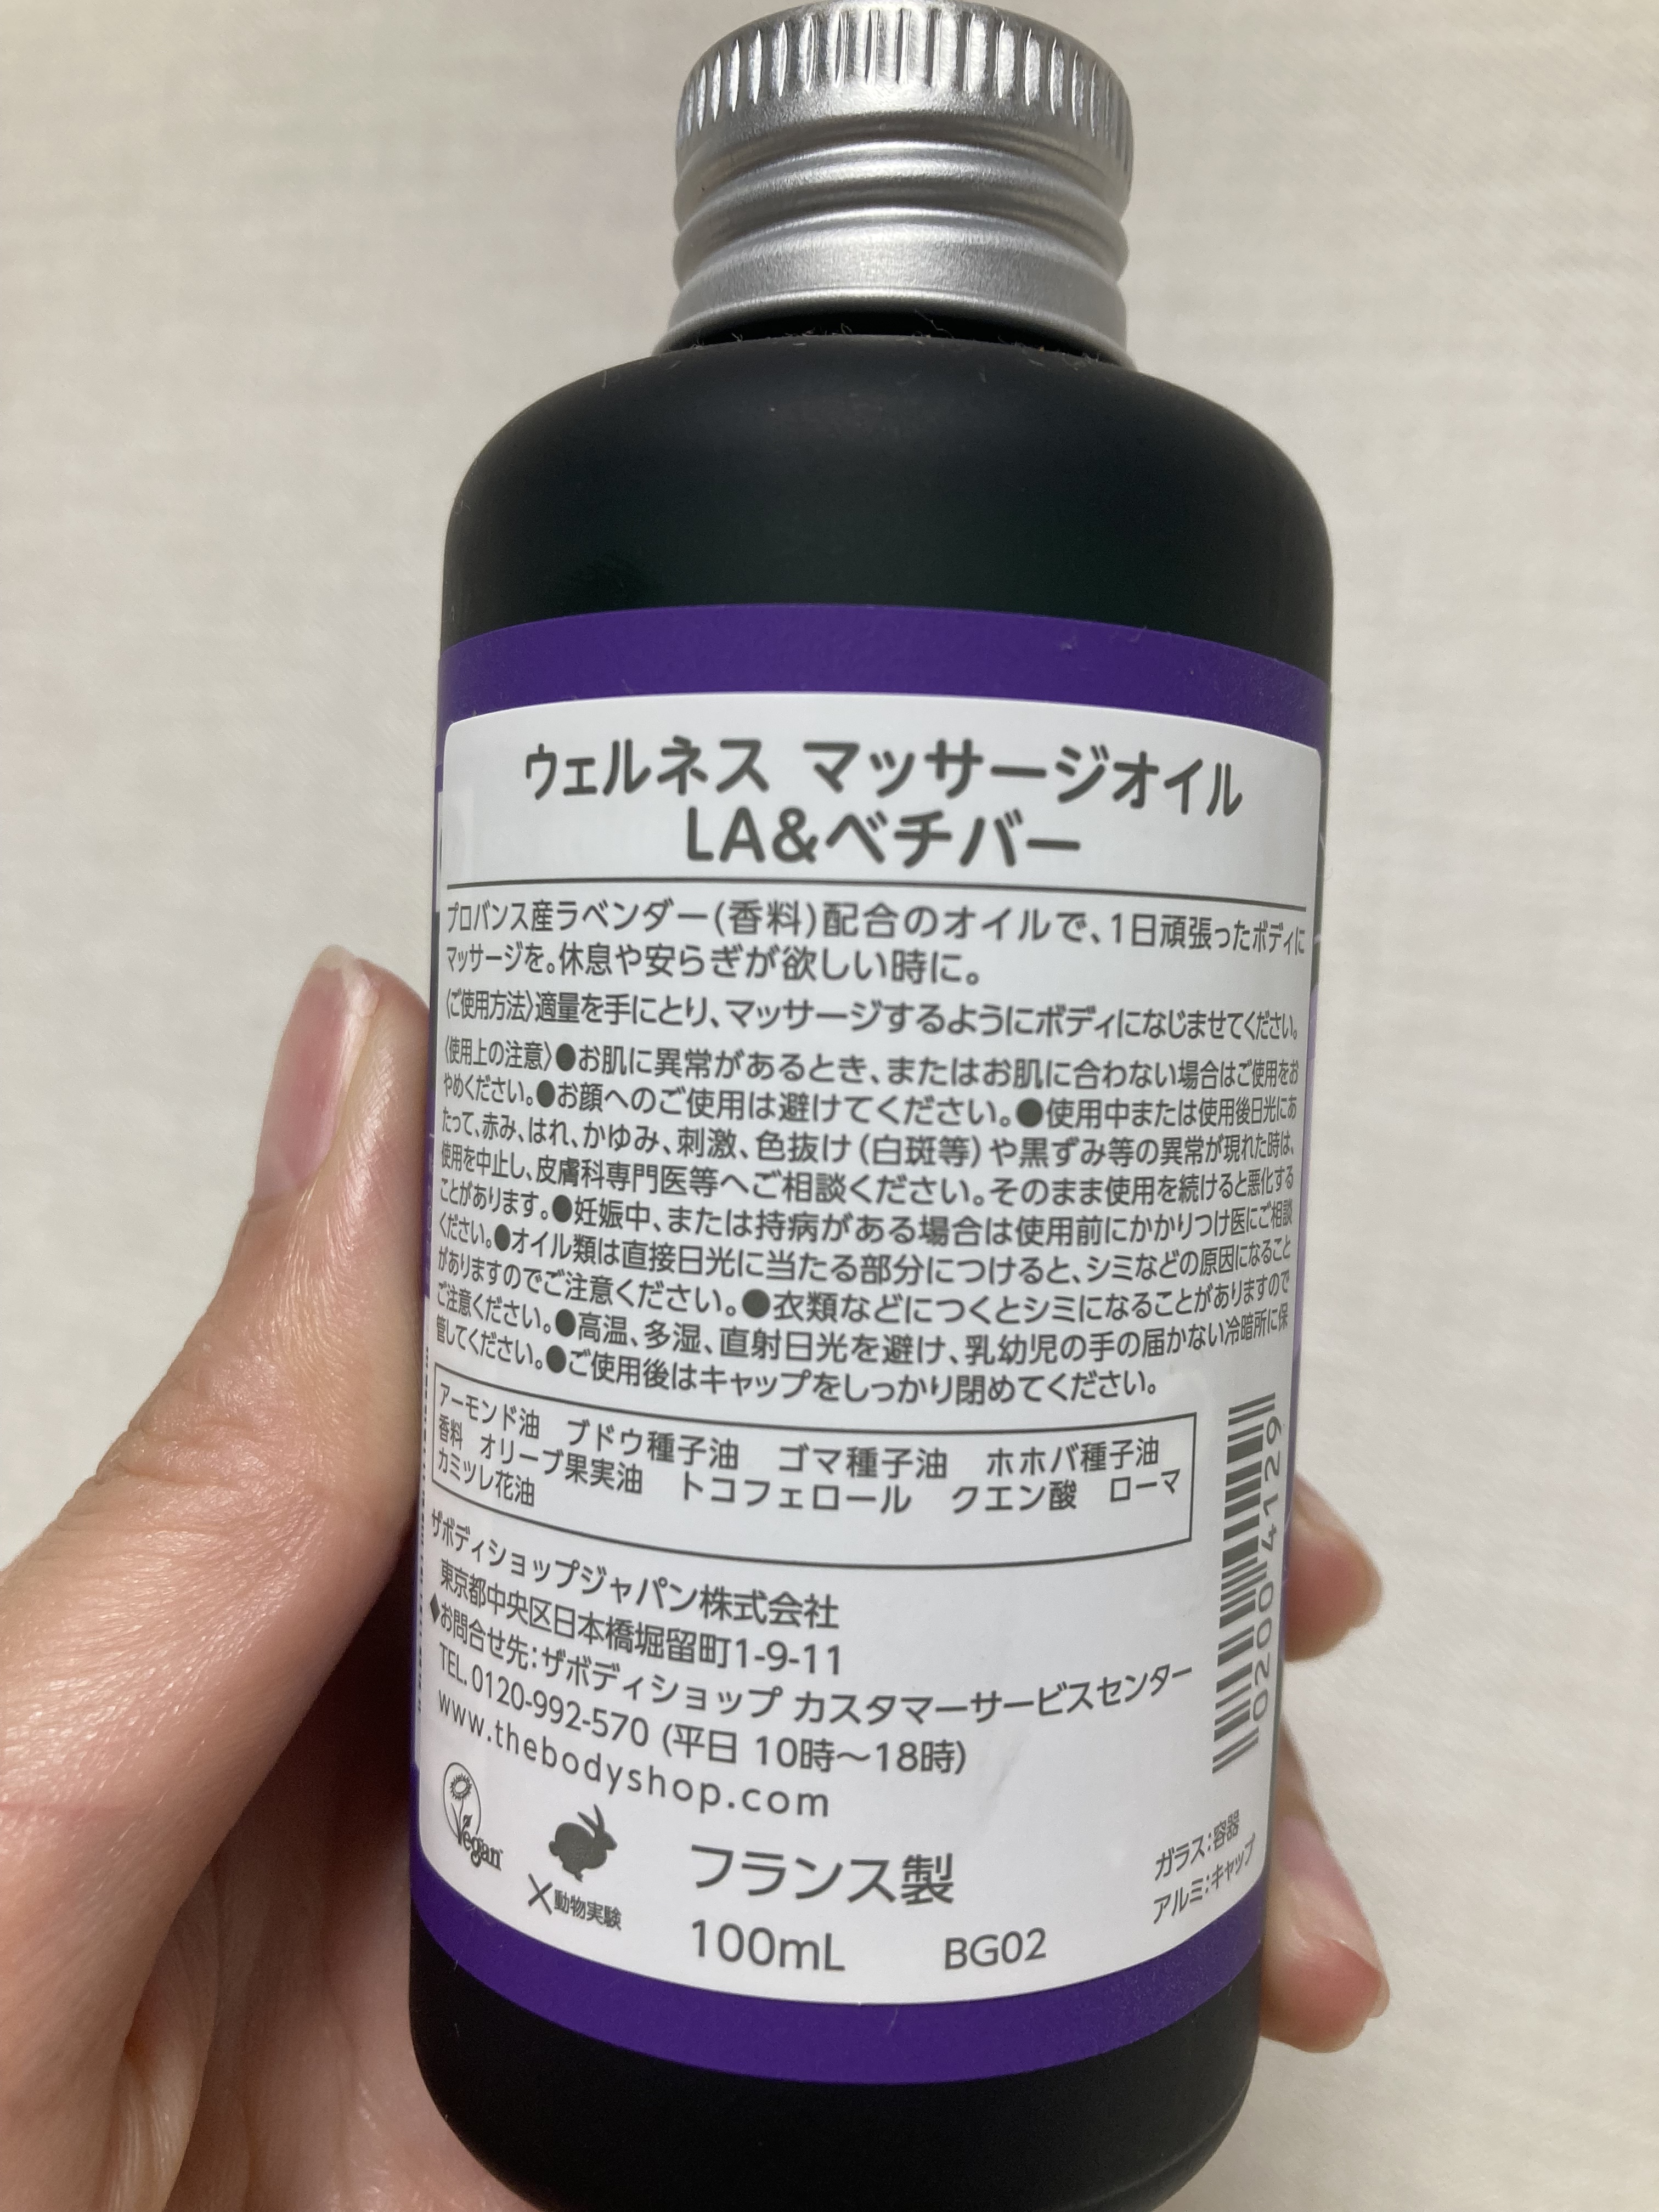 ウェルネス マッサージオイル
LA&ベチバー
プロバンス産ラベンダー(香料)配合のオイルで、1日頑張ったボディに
マッサージを。休息や安らぎが欲しい時に。
〈ご使用方法〉適量を手にとり、マッサージするようにボディになじませてください。
〈使用上の注意〉●お肌に異常があるとき、またはお肌に合わない場合はご使用をお
やめください。●お顔へのご使用は避けてください。●使用中または使用後日光にあ
たって、赤み、はれ、かゆみ、刺激、色抜け(白斑等)や黒ずみ等の異常が現れた時は、
使用を中止し、皮膚科専門医等へご相談ください。そのまま使用を続けると悪化する
ことがあります。●妊娠中、または持病がある場合は使用前にかかりつけ医にご相談
ください。●オイル類は直接日光に当たる部分につけると、シミなどの原因になること
がありますのでご注意ください。●衣類などにつくとシミになることがありますので
ご注意ください。●高温、多湿、直射日光を避け、乳幼児の手の届かない冷暗所に保
管してください。●ご使用後はキャップをしっかり閉めてください。
アーモンド油 ブドウ種子油 ゴマ種子油 ホホバ種子油
香料 オリーブ果実油 トコフェロール クエン酸 ローマ
カミツレ花油
ザボディショップジャパン株式会社
東京都中央区日本橋堀留町1-9-11
◆お問合せ先:ザボディショップ カスタマーサービスセンター
TEL.0120-992-570 (平日 10時〜18時)
www.thebodyshop.com
0200 4129
Vegan
×動物実験
フランス製
100mL BG02
ガラス:容器
アルミ:キャップ